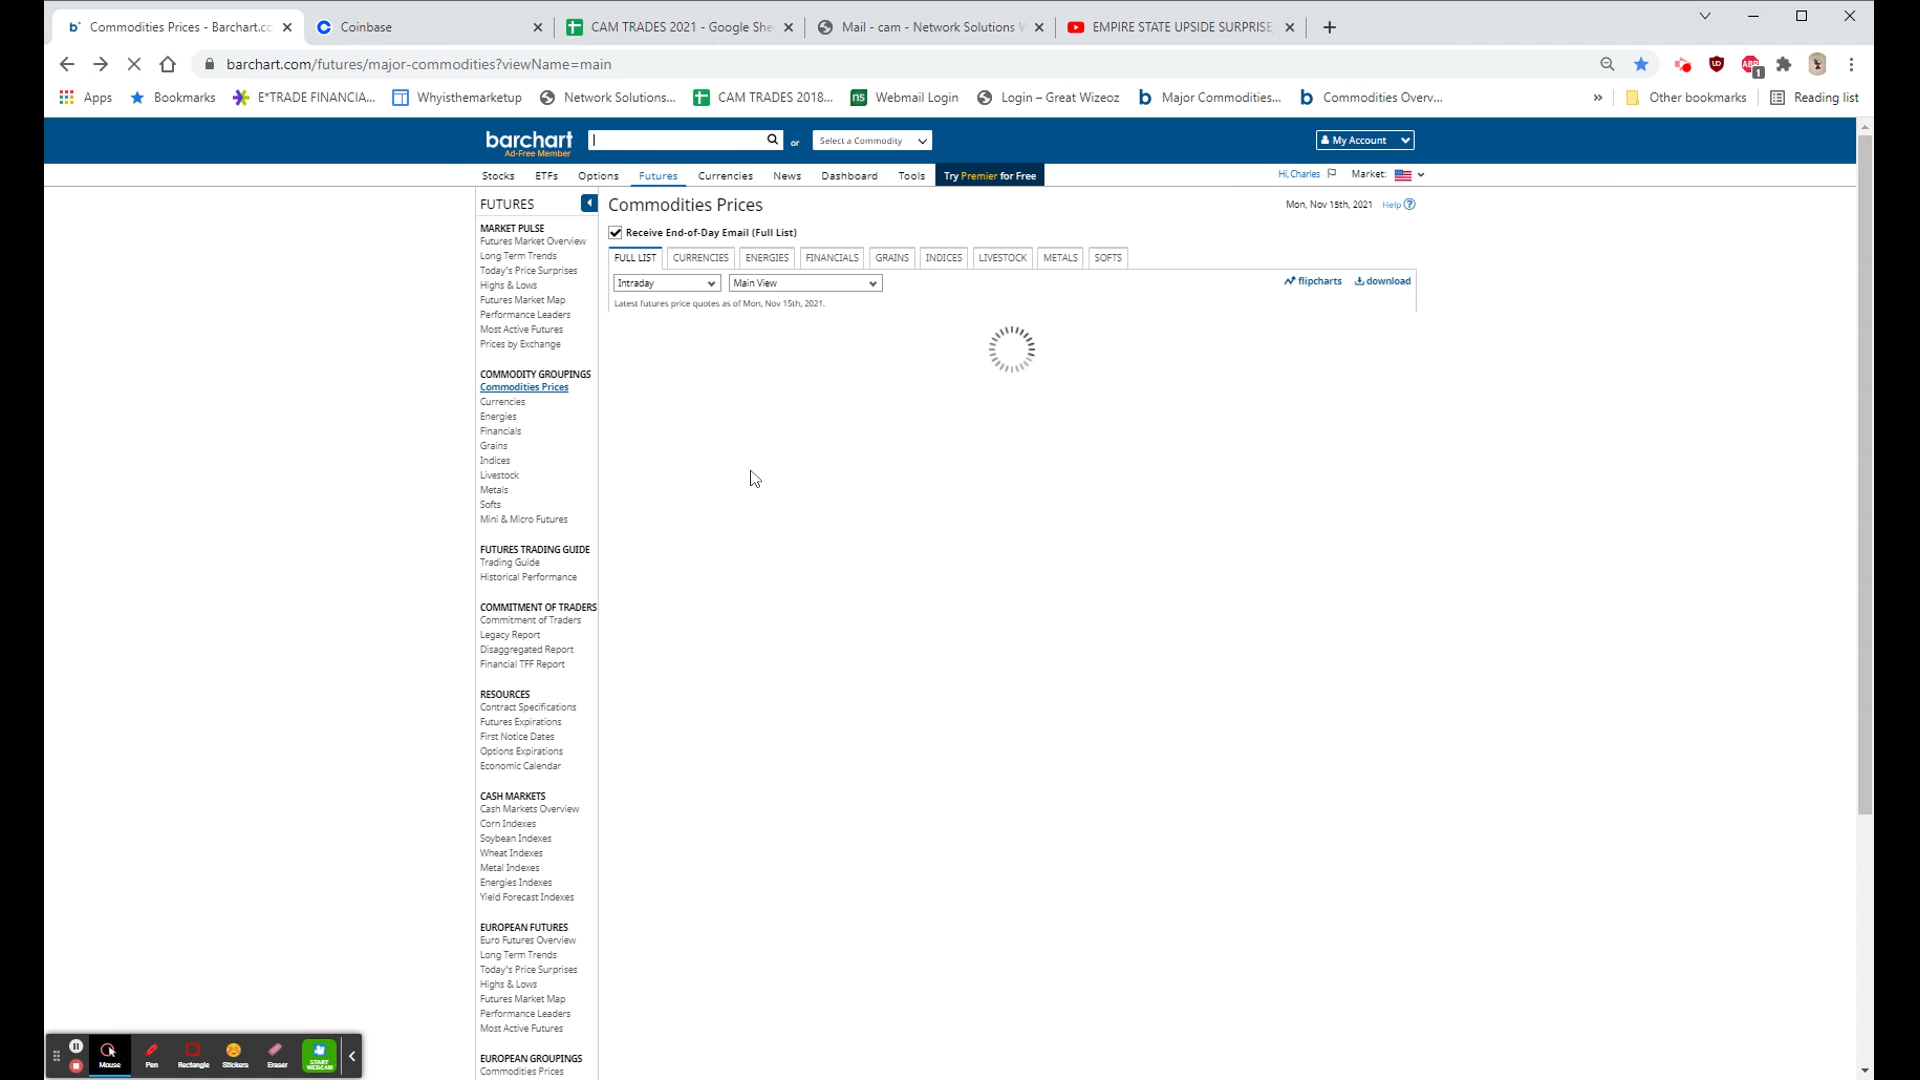 Commodities Prices - Barchart.co
Coinbase
CAM TRADES 2021 - Google She
Mail - cam - Network Solutions V
EMPIRE STATE UPSIDE SURPRISE,
barchart.com/futures/major-commodities?viewName=main
Apps
Bookmarks
E*TRADE FINANCIA...
Whyisthemarketup
Network Solutions...
CAM TRADES 2018...
Webmail Login
Login – Great Wizeoz
Major Commodities...
Commodities Overv...
Other bookmarks
Reading list
barchart
Ad-Free Member
or
Select a Commodity
My Account
Stocks
ETFs
Options
Futures
Currencies
News
Dashboard
Tools
Try Premier for Free
Hi, Charles
Market:
FUTURES
MARKET PULSE
Futures Market Overview
Long Term Trends
Today's Price Surprises
Highs & Lows
Futures Market Map
Performance Leaders
Most Active Futures
Prices by Exchange
COMMODITY GROUPINGS
Commodities Prices
Currencies
Energies
Financials
Grains
Indices
Livestock
Metals
Softs
Mini & Micro Futures
FUTURES TRADING GUIDE
Trading Guide
Historical Performance
COMMITMENT OF TRADERS
Commitment of Traders
Legacy Report
Disaggregated Report
Financial TFF Report
RESOURCES
Contract Specifications
Futures Expirations
First Notice Dates
Options Expirations
Economic Calendar
CASH MARKETS
Cash Markets Overview
Corn Indexes
Soybean Indexes
Wheat Indexes
Metal Indexes
Energies Indexes
Yield Forecast Indexes
EUROPEAN FUTURES
Euro Futures Overview
Long Term Trends
Today's Price Surprises
Highs & Lows
Futures Market Map
Performance Leaders
Most Active Futures
EUROPEAN GROUPINGS
Commodities Prices
Commodities Prices
Mon, Nov 15th, 2021
Help ?
Receive End-of-Day Email (Full List)
FULL LIST
CURRENCIES
ENERGIES
FINANCIALS
GRAINS
INDICES
LIVESTOCK
METALS
SOFTS
Intraday
Main View
flipcharts
download
Latest futures price quotes as of Mon, Nov 15th, 2021.
Mouse
Pen
Rectangle
Stickers
Eraser
START
WEBCAM